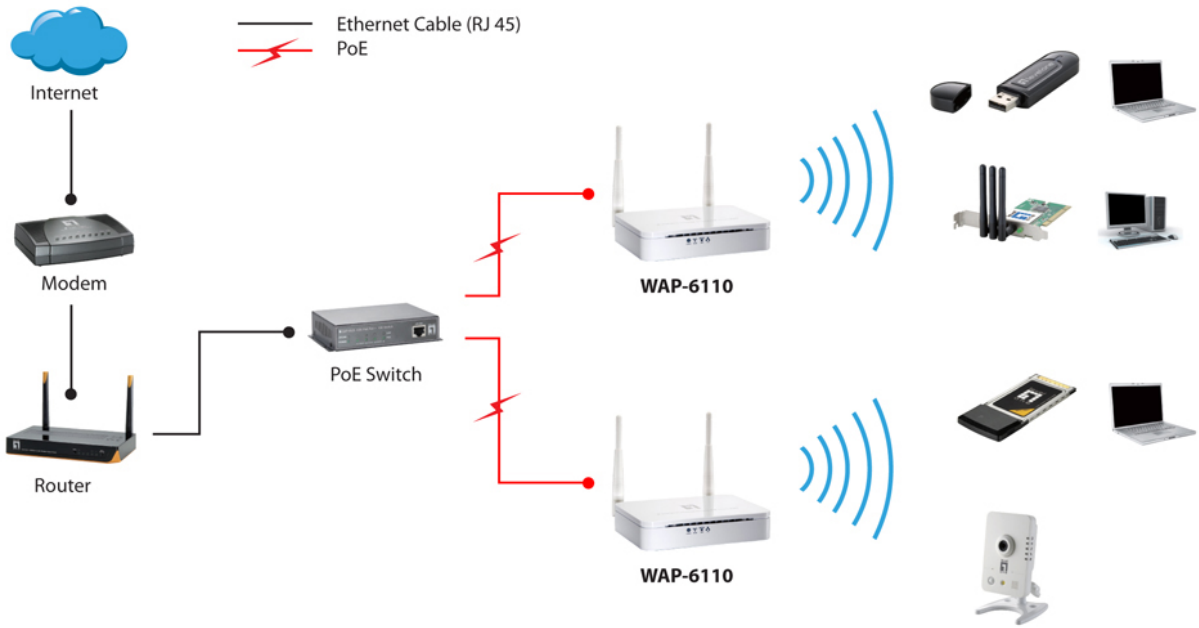 Ethernet Cable (RJ 45)
PoE
Internet
Modem
Router
PoE Switch
WAP-6110
WAP-6110